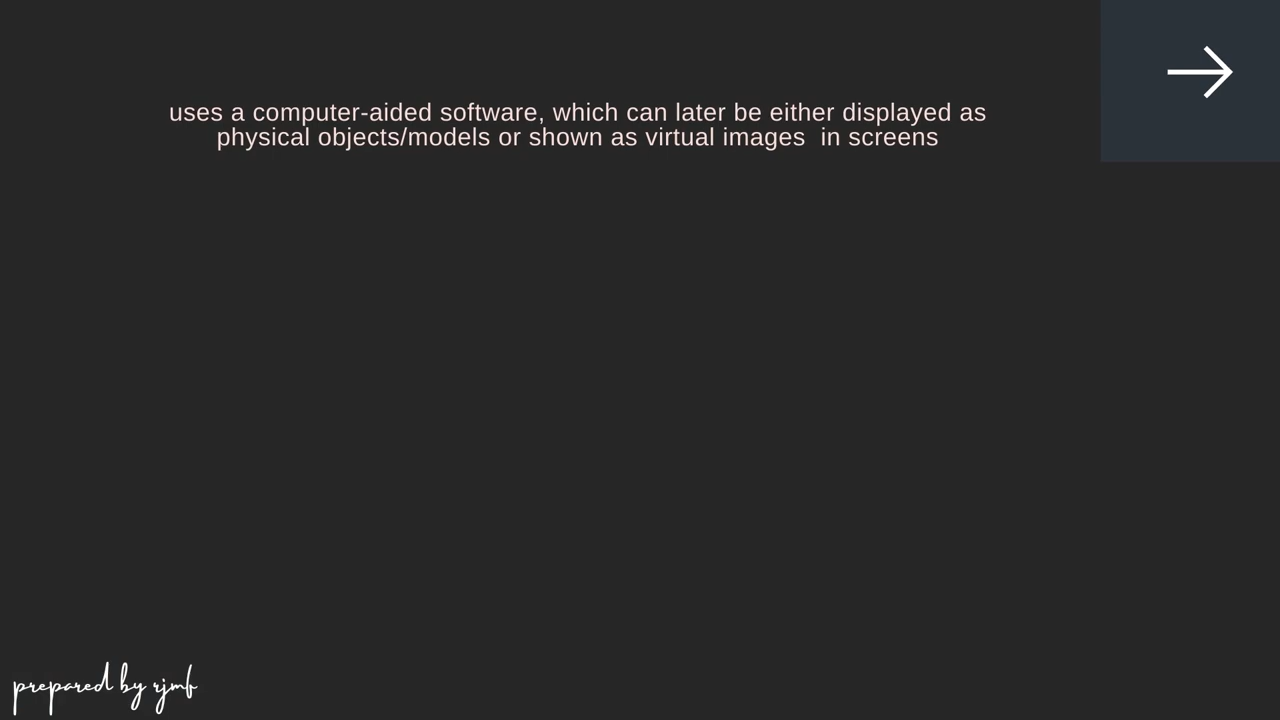 uses a computer-aided software, which can later be either displayed as
physical objects/models or shown as virtual images  in screens
prepared by rjmf